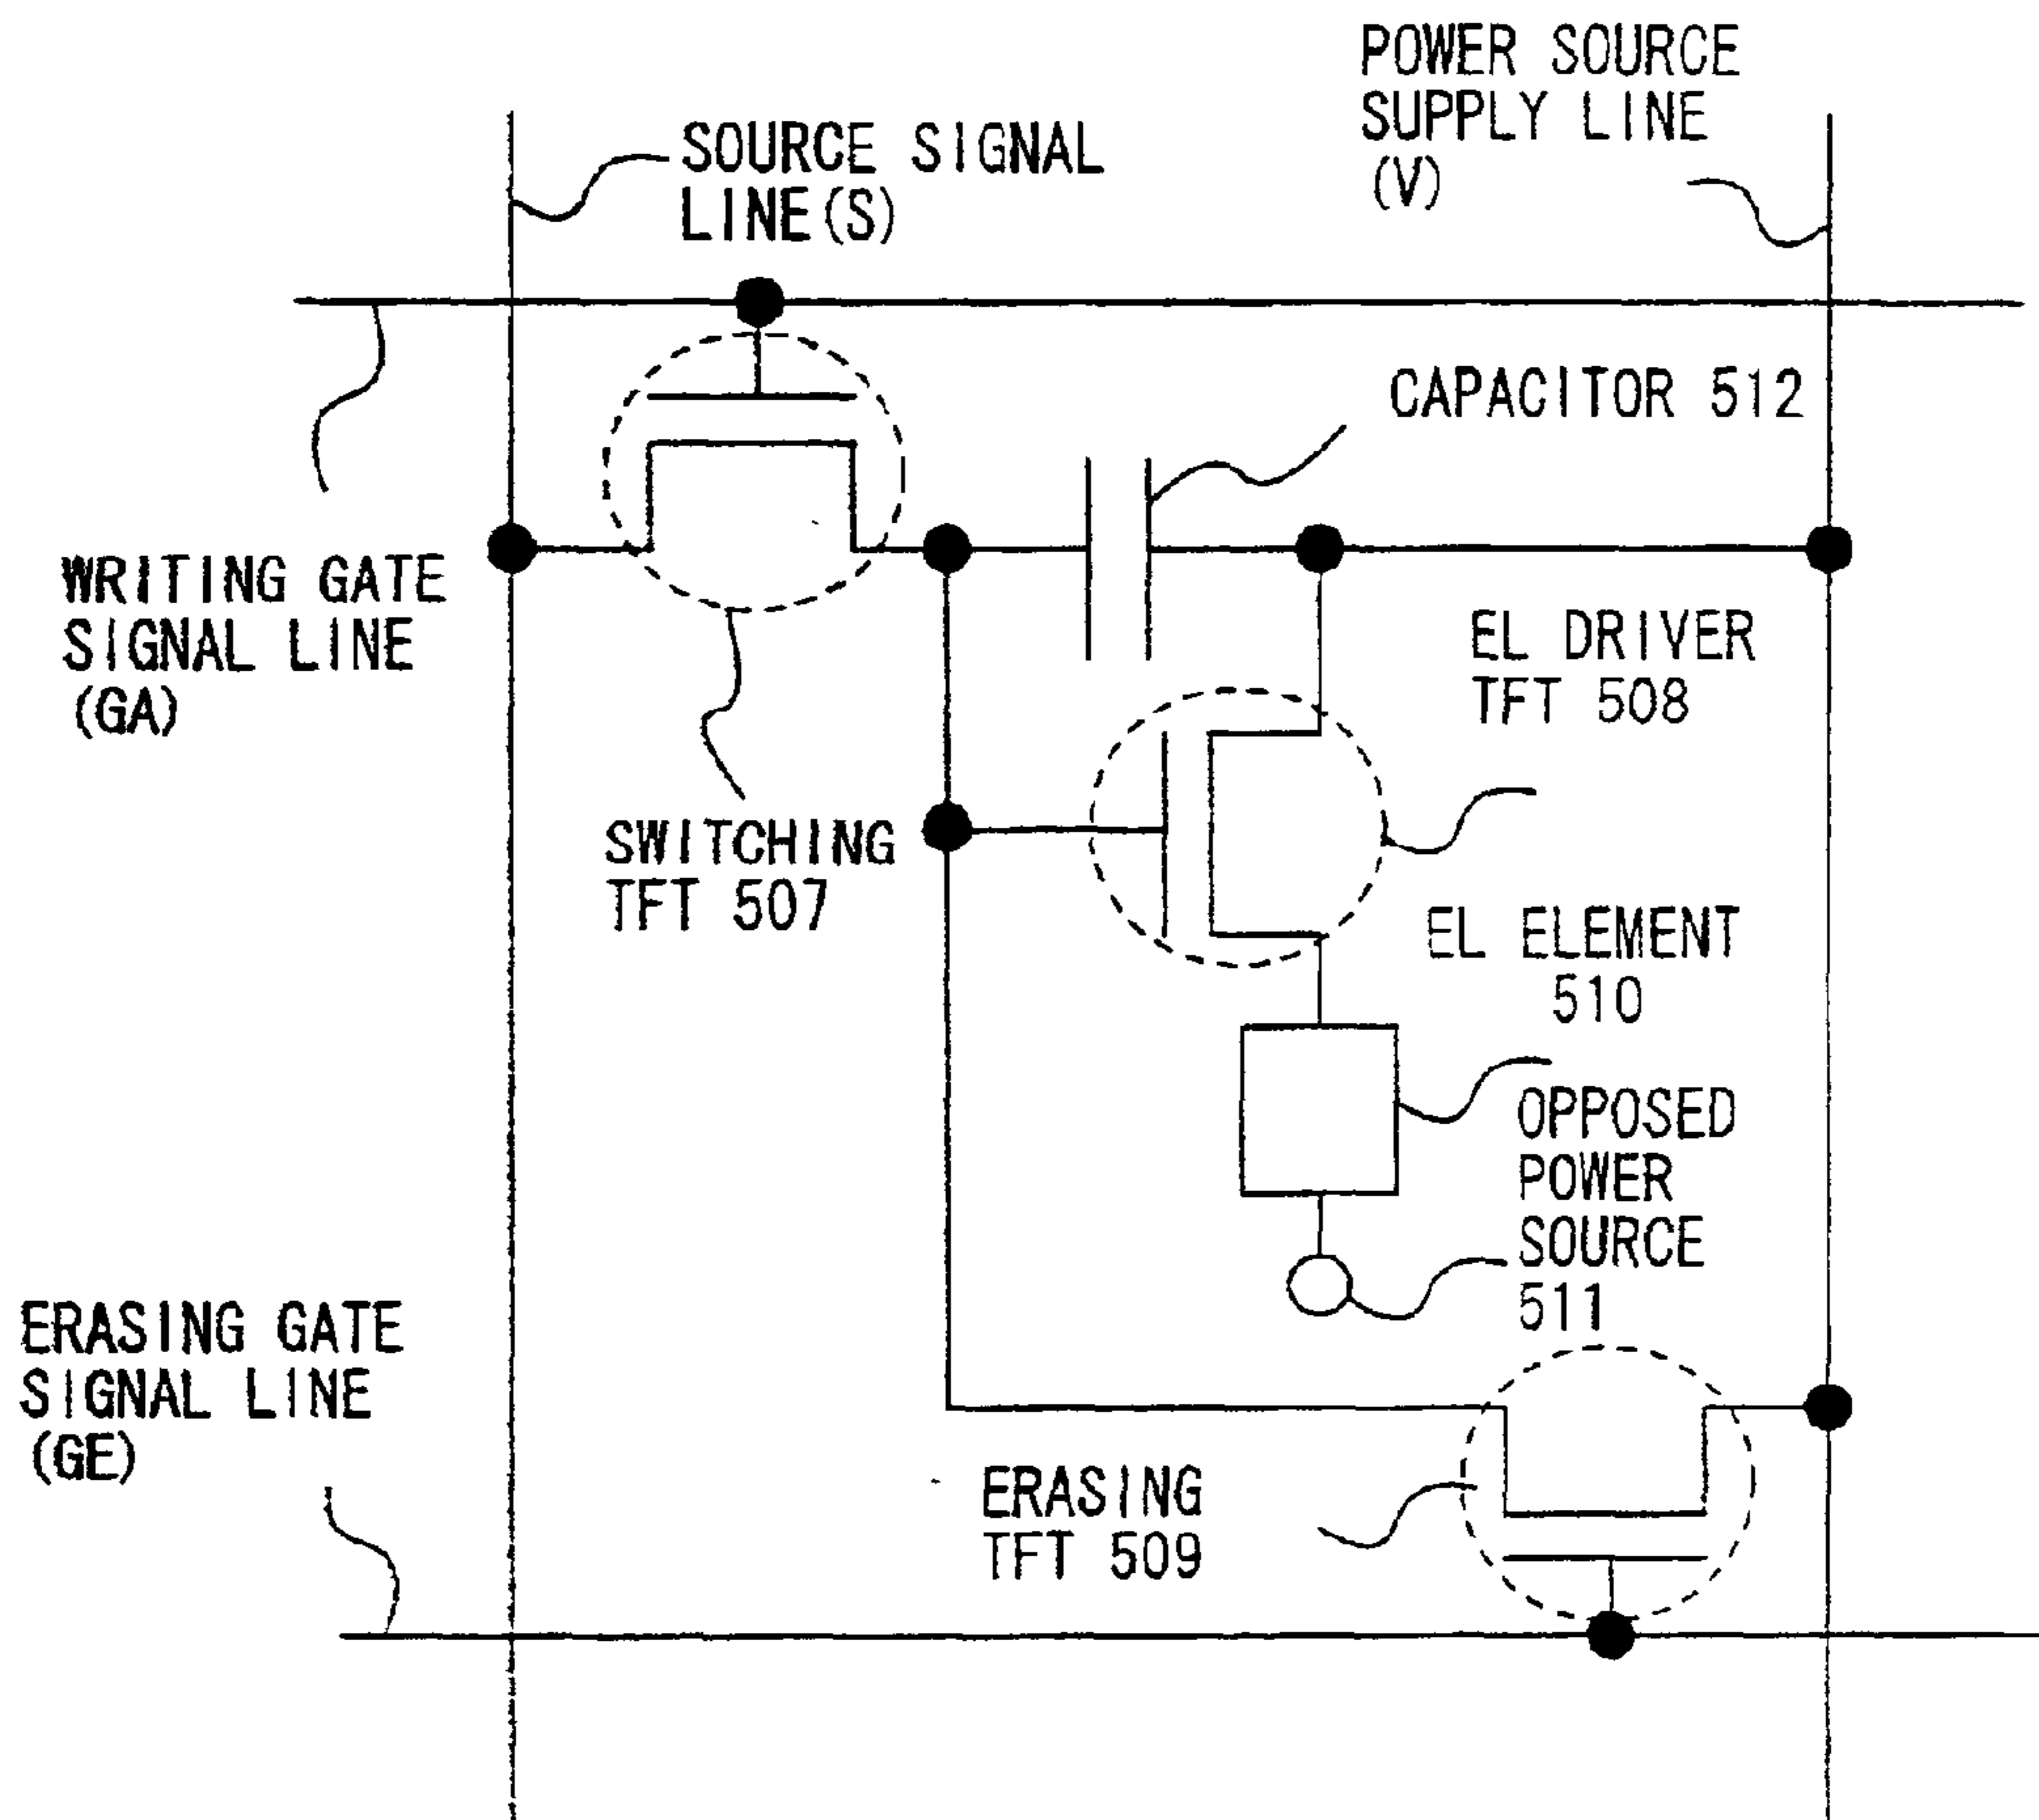 POWER SOURCE
SUPPLY LINE
(V)
SOURCE SIGNAL
LINE(S)
CAPACITOR 512
WRITING GATE
SIGNAL LINE
(GA)
EL DRIVER
TFT 508
SWITCHING
TFT 507
EL ELEMENT
510
OPPOSED
POWER
SOURCE
511
ERASING GATE
SIGNAL LINE
(GE)
ERASING
TFT 509